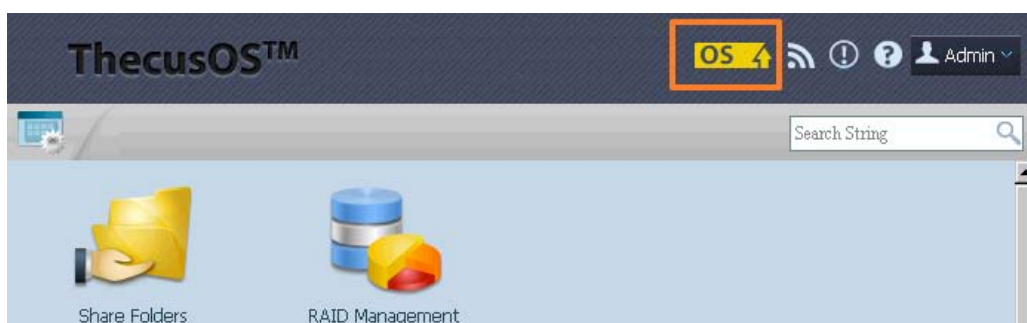 ThecusOS™
OS
Admin
Search String
Share Folders
RAID Management